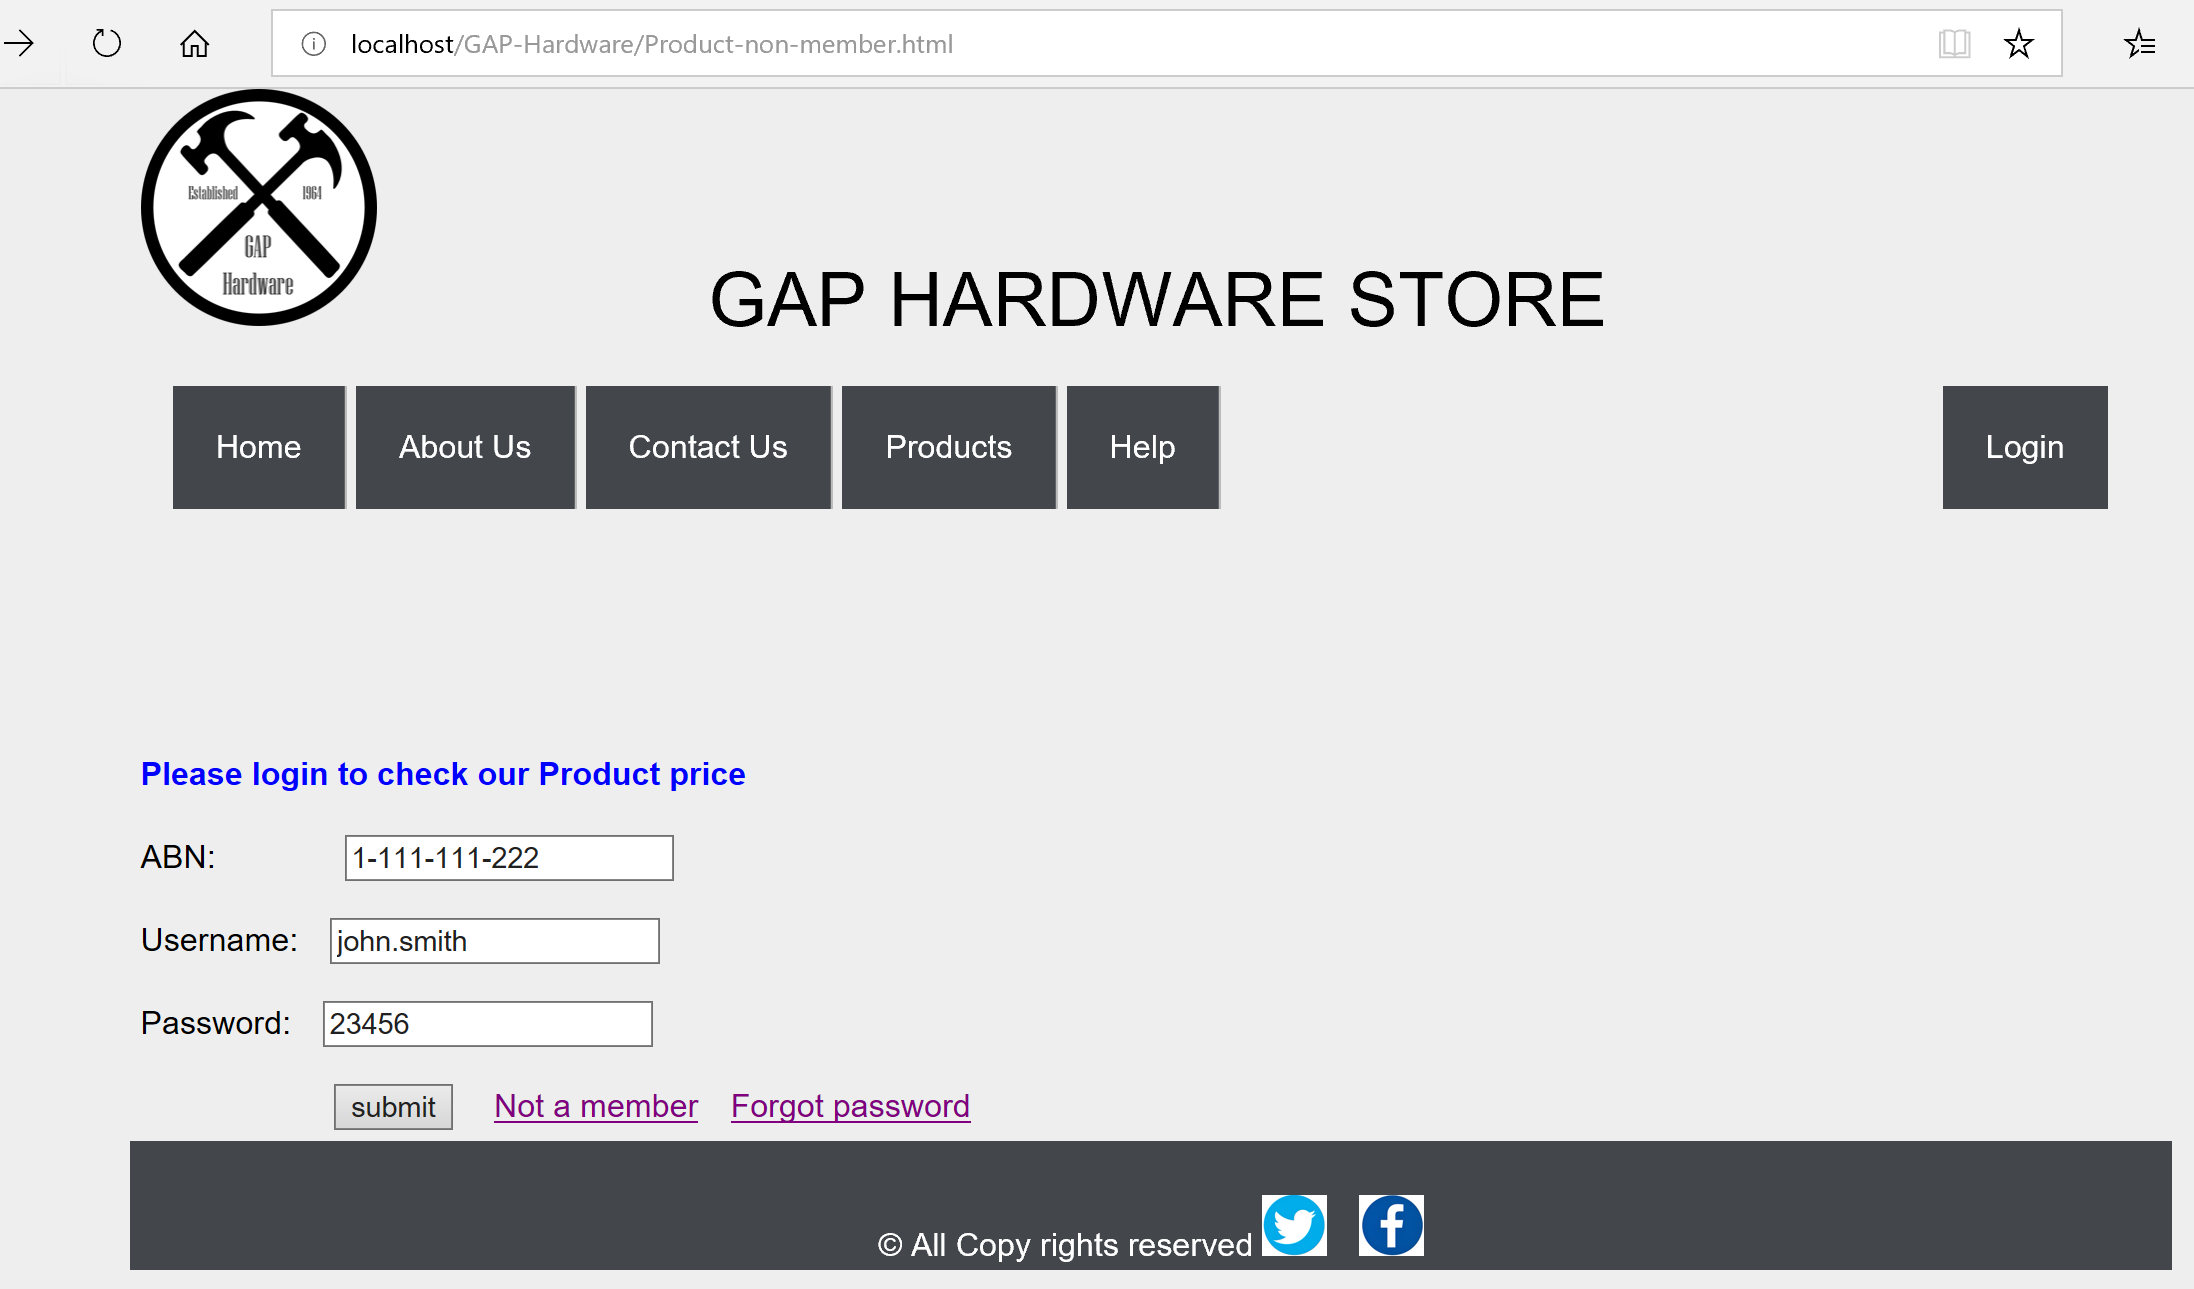 localhost/GAP-Hardware/Product-non-member.html
Established 1964
GAP
Hardware
GAP HARDWARE STORE
Home About Us Contact Us Products Help Login
Please login to check our Product price
ABN: 1-111-111-222
Username: john.smith
Password: 23456
submit Not a member Forgot password
© All Copy rights reserved